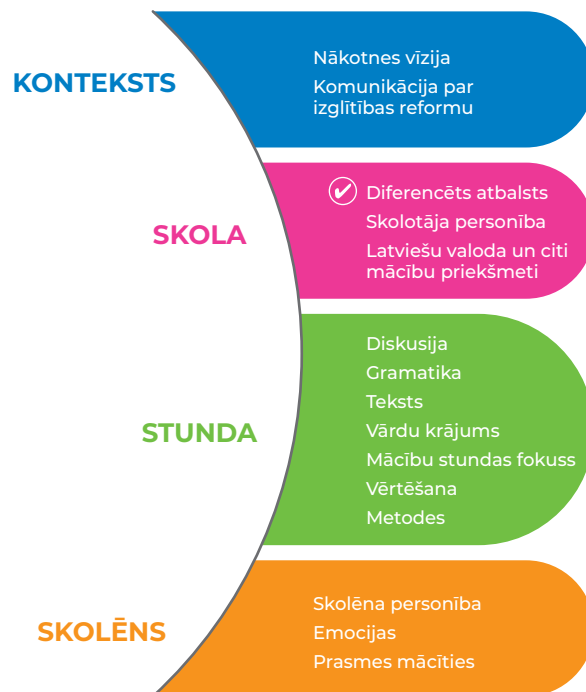 KONTEKSTS
Nākotnes vīzija
Komunikācija par
izglītības reformu
SKOLA
Diferencēts atbalsts
Skolotāja personība
Latviešu valoda un citi
mācību priekšmeti
STUNDA
Diskusija
Gramatika
Teksts
Vārdu krājums
Mācību stundas fokuss
Vērtēšana
Metodes
SKOLĒNS
Skolēna personība
Emocijas
Prasmes mācīties